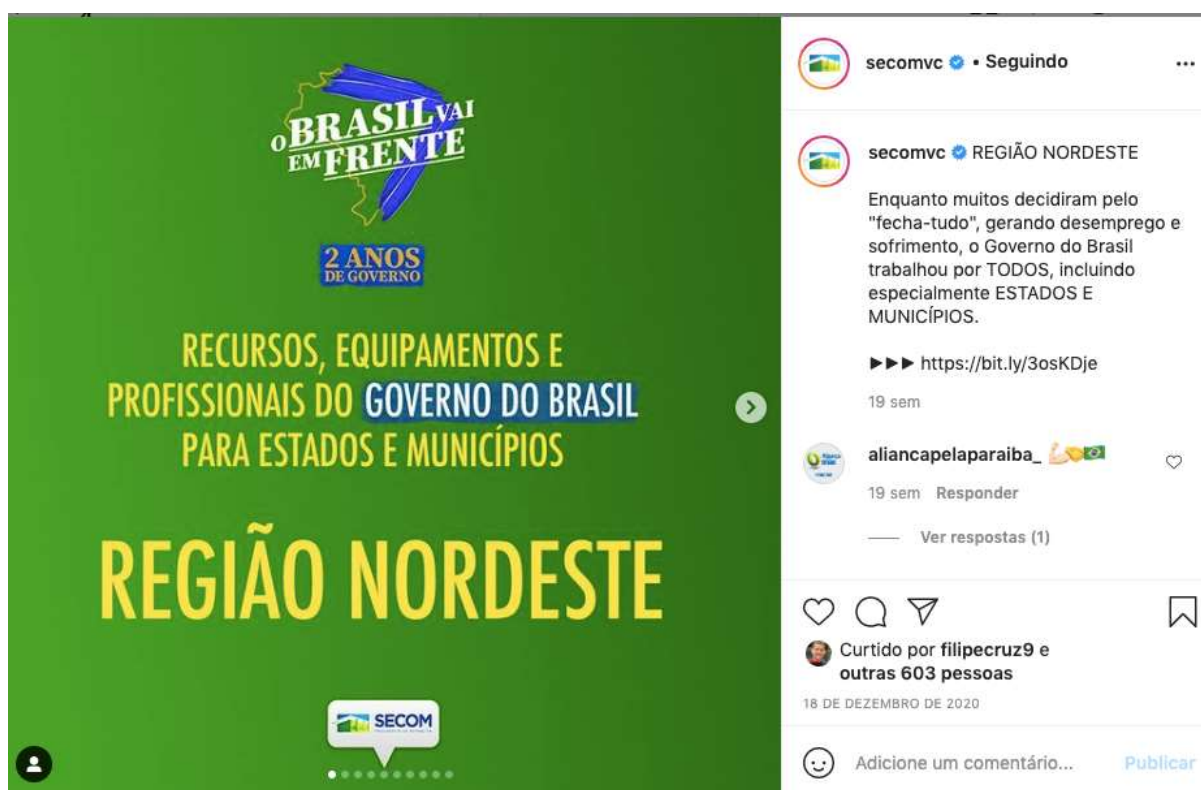 O BRASIL VAI
EM FRENTE
2 ANOS
DE GOVERNO
RECURSOS, EQUIPAMENTOS E
PROFISSIONAIS DO GOVERNO DO BRASIL
PARA ESTADOS E MUNICÍPIOS
REGIÃO NORDESTE
SECOM
secomvc • Seguindo
secomvc REGIÃO NORDESTE
Enquanto muitos decidiram pelo
"fecha-tudo", gerando desemprego e
sofrimento, o Governo do Brasil
trabalhou por TODOS, incluindo
especialmente ESTADOS E
MUNICÍPIOS.
►►► https://bit.ly/3osKDje
19 sem
aliancapelaparaiba_ 💪🏻🤝🇧🇷
19 sem Responder
Ver respostas (1)
Curtido por filipecruz9 e
outras 603 pessoas
18 DE DEZEMBRO DE 2020
Adicione um comentário... Publicar